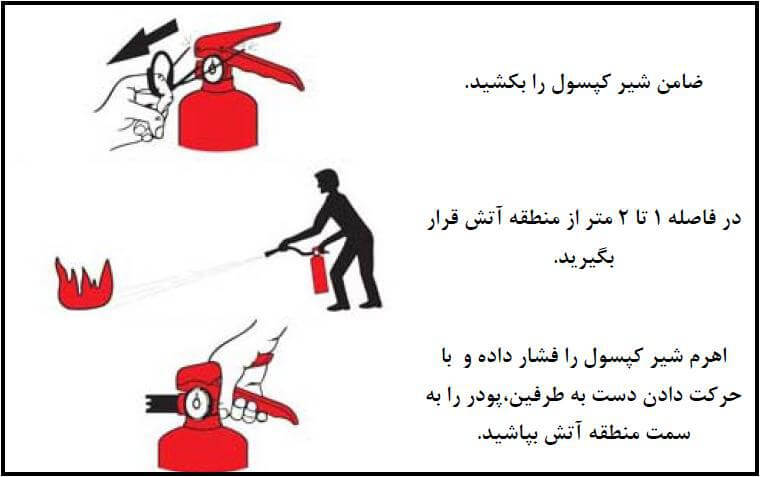 ضامن شیر کپسول را بکشید.
در فاصله ۱ تا ۲ متر از منطقه آتش قرار
بگیرید.
اهرم شیر کپسول را فشار داده و با
حرکت دادن دست به طرفین،پودر را به
سمت منطقه آتش بپاشید.